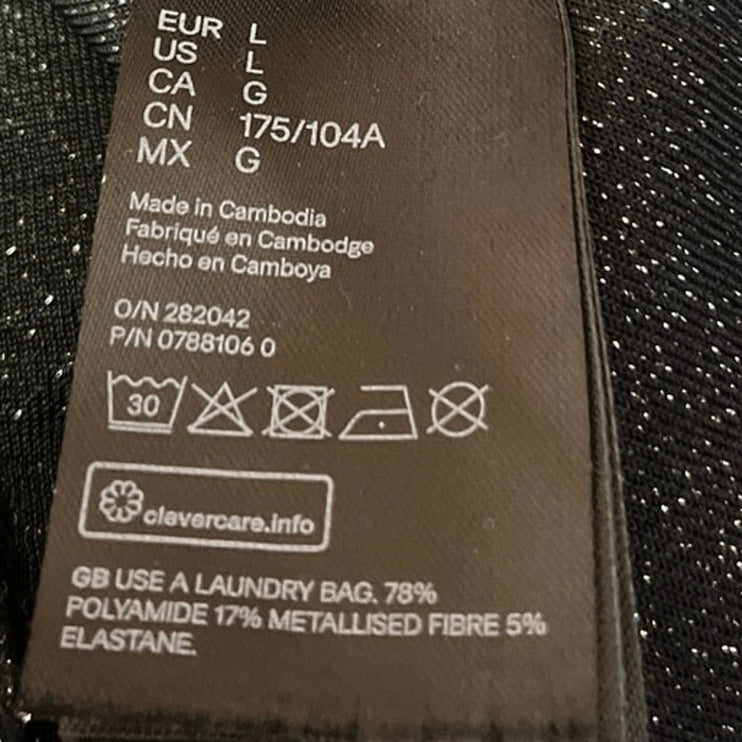 EUR L
US L
CA G
CN 175/104A
MX G
Made in Cambodia
Fabriqué en Cambodge
Hecho en Camboya
O/N 282042
P/N 0788106 0
30
clevercare.info
GB USE A LAUNDRY BAG. 78%
POLYAMIDE 17% METALLISED FIBRE 5%
ELASTANE.